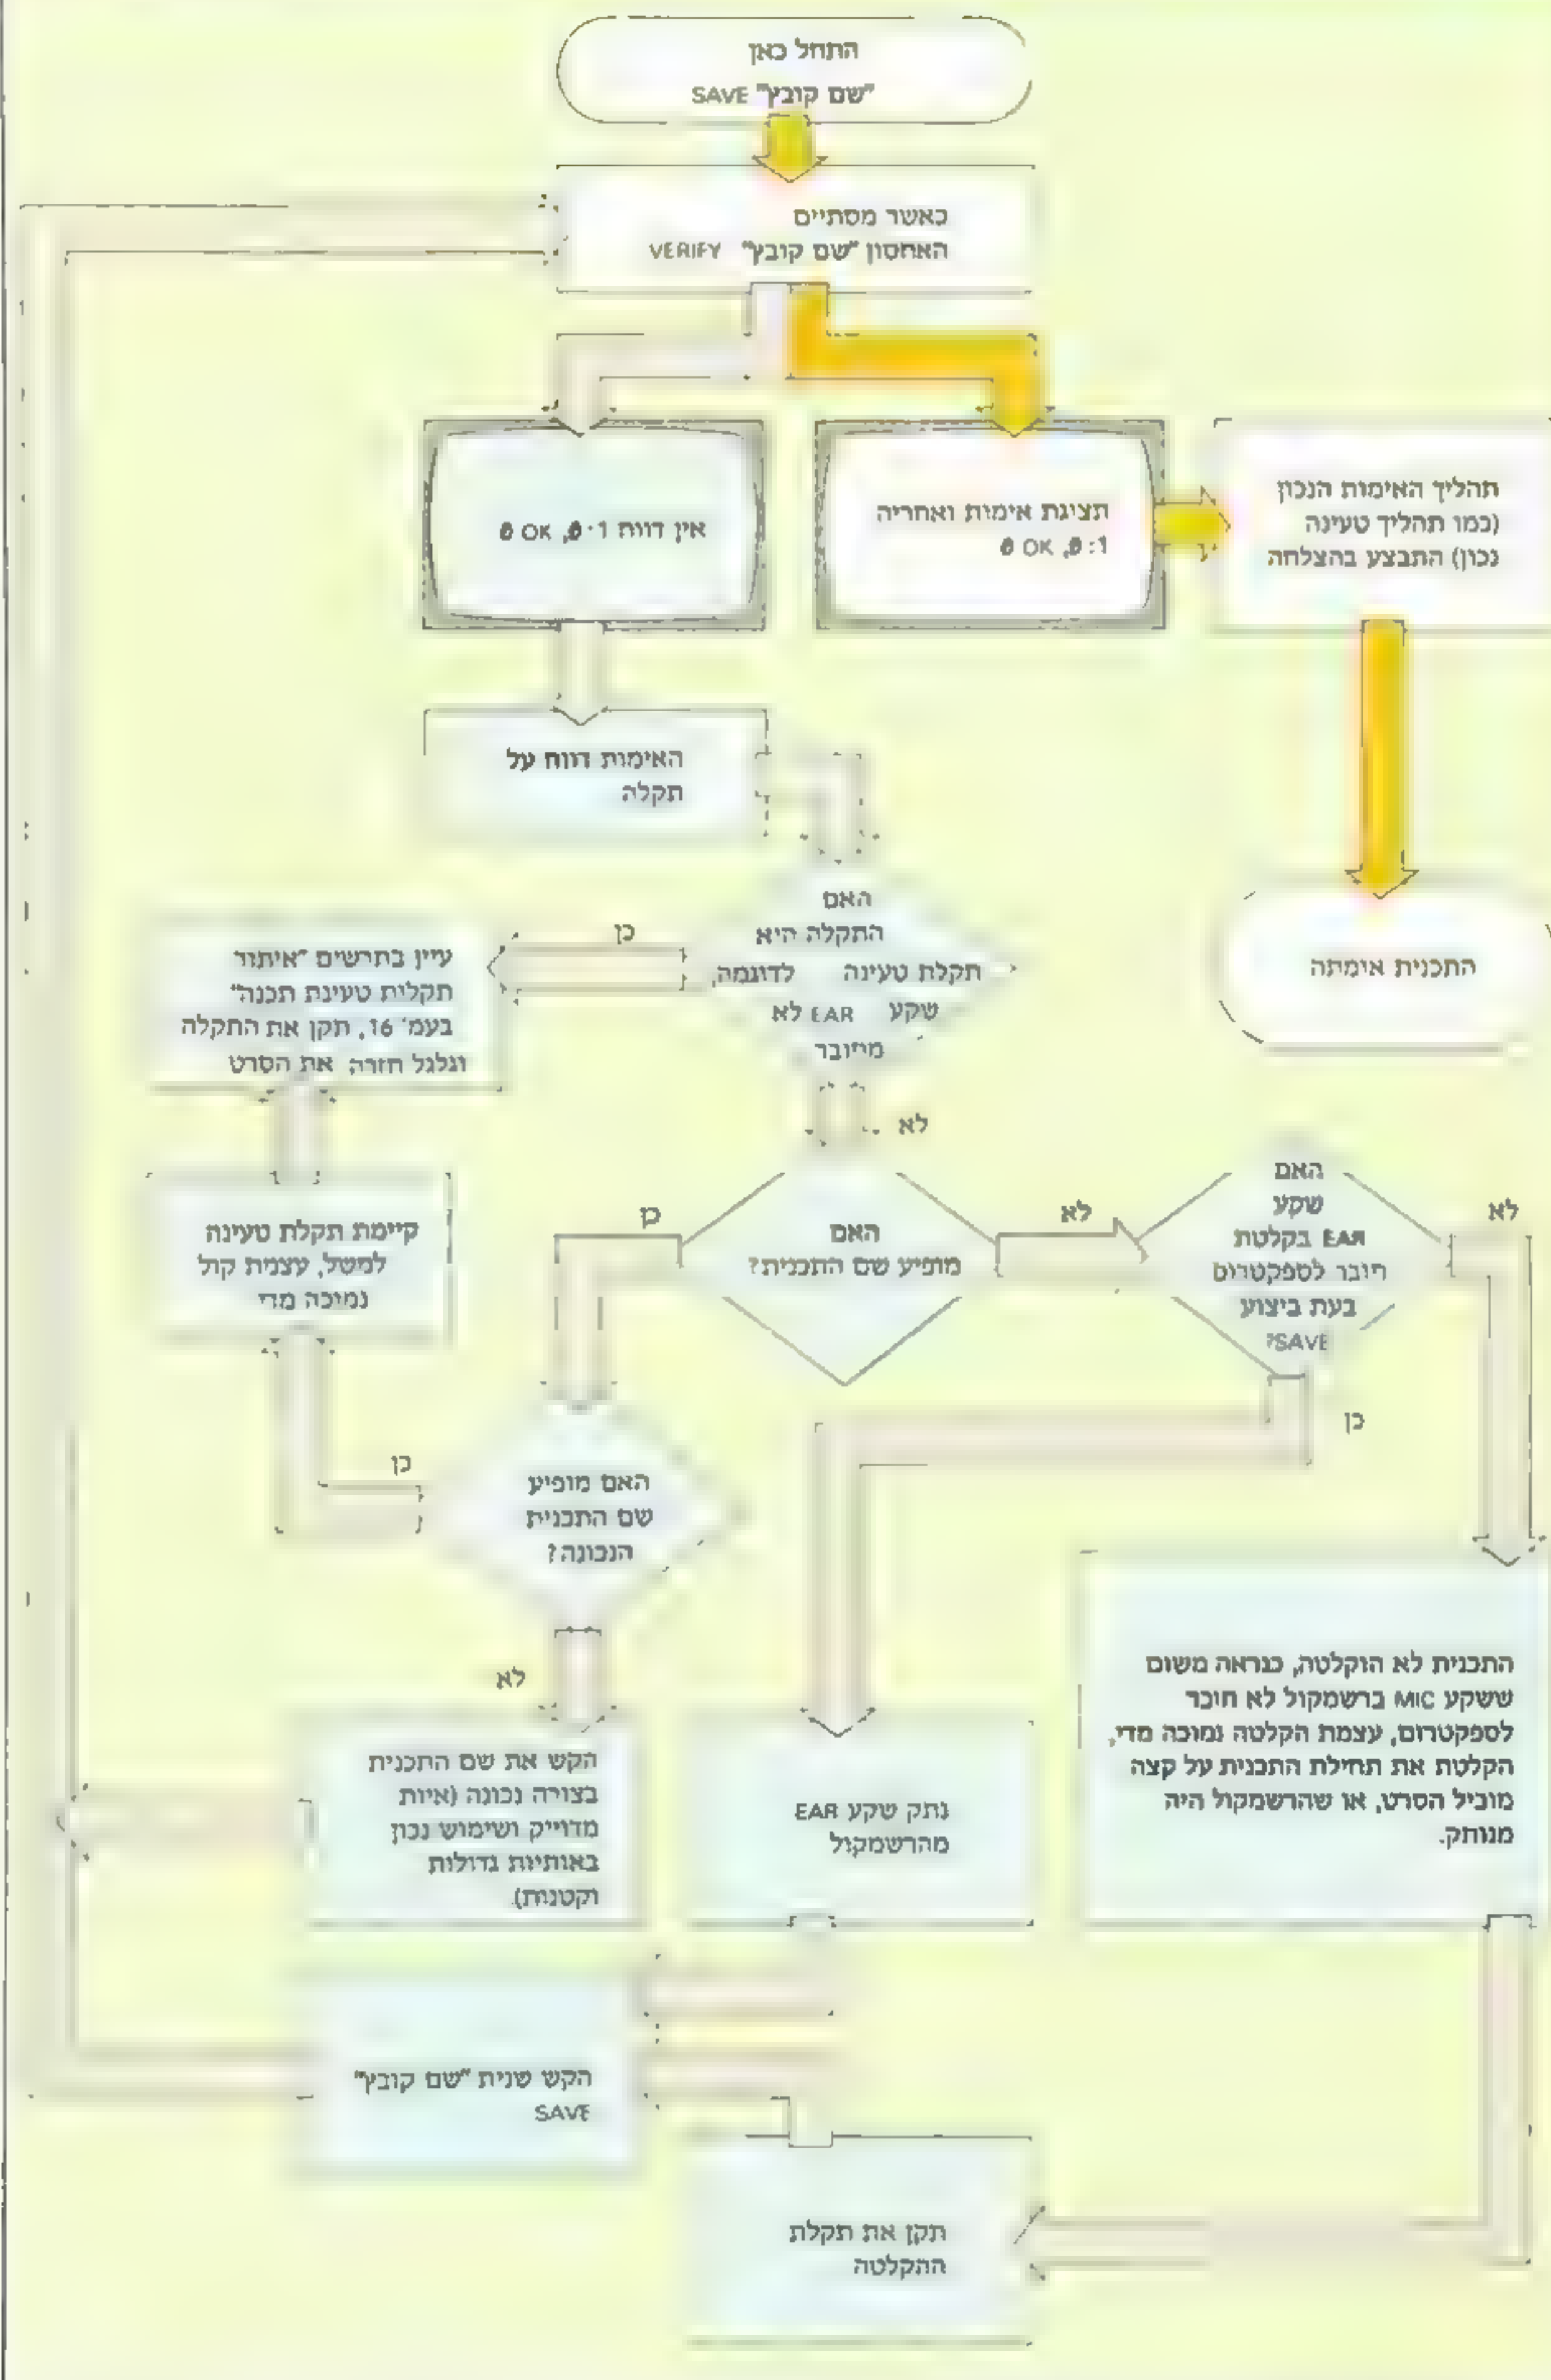 התחל כאן
SAVE "שם קובץ"
כאשר מסתיים
האחסון "שם קובץ" VERIFY
תצוגת אימות ואחריה
0 OK, 0:1
אין דווח 0 OK, 0:1
תהליך האימות הנכון
(כמו תהליך טעינה
נכון) התבצע בהצלחה
התכנית אומתה
האימות דווח על
תקלה
האם
התקלה היא
תקלת טעינה לדוגמה,
שקע EAR לא
מחובר
כן
עיין בתרשים "איתור
תקלות טעינת תכנה"
בעמ' 16, תקן את התקלה
וגלגל חזרה את הסרט
לא
האם
מופיע שם התכנית?
לא
האם
שקע
EAR בקלטת
חובר לספקטרום
בעת ביצוע
SAVE?
לא
כן
כן
קיימת תקלת טעינה
למשל, עצמת קול
נמוכה מדי
האם מופיע
שם התכנית
הנכונה?
כן
לא
התכנית לא הוקלטה, כנראה משום
ששקע MIC ברשמקול לא חובר
לספקטרום, עצמת הקלטה נמוכה מדי,
הקלטת את תחילת התכנית על קצה
מוביל הסרט, או שהרשמקול היה
מנותק.
נתק שקע EAR
מהרשמקול
הקש את שם התכנית
בצורה נכונה (איות
מדוייק ושימוש נכון
באותיות גדולות
וקטנות).
הקש שנית "שם קובץ"
SAVE
תקן את תקלת
ההקלטה